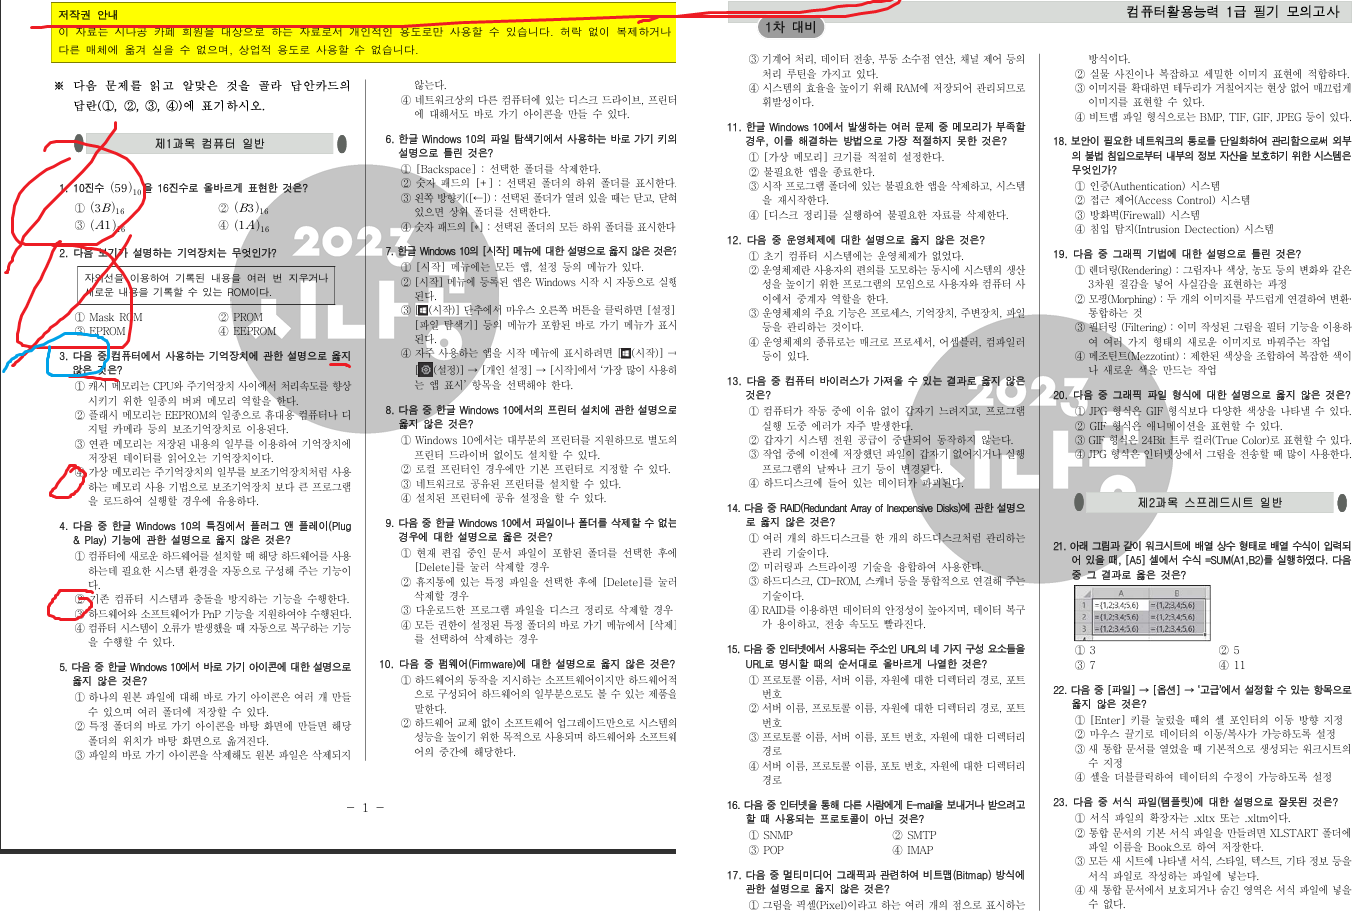 저작권 안내
이 자료는 시나공 카페 회원을 대상으로 하는 자료로서 개인적인 용도로만 사용할 수 있습니다. 허락 없이 복제하거나
다른 매체에 옮겨 실을 수 없으며, 상업적 용도로 사용할 수 없습니다.
※ 다음 문제를 읽고 알맞은 것을 골라 답안카드의
답란(①, ②, ③, ④)에 표기하시오.
제1과목 컴퓨터 일반
1. 10진수 (59)10을 16진수로 올바르게 표현한 것은?
① (3B)16 ② (B3)16
③ (A1)16 ④ (1A)16
2. 다음 보기가 설명하는 기억장치는 무엇인가?
자외선을 이용하여 기록된 내용을 여러 번 지우거나
새로운 내용을 기록할 수 있는 ROM이다.
① Mask ROM ② PROM
③ EPROM ④ EEPROM
3. 다음 중 컴퓨터에서 사용하는 기억장치에 관한 설명으로 옳지
않은 것은?
① 캐시 메모리는 CPU와 주기억장치 사이에서 처리속도를 향상
시키기 위한 일종의 버퍼 메모리 역할을 한다.
② 플래시 메모리는 EEPROM의 일종으로 휴대용 컴퓨터나 디
지털 카메라 등의 보조기억장치로 이용된다.
③ 연관 메모리는 저장된 내용의 일부를 이용하여 기억장치에
저장된 데이터를 읽어오는 기억장치이다.
④ 가상 메모리는 주기억장치의 일부를 보조기억장치처럼 사용
하는 메모리 사용 기법으로 보조기억장치 보다 큰 프로그램
을 로드하여 실행할 경우에 유용하다.
4. 다음 중 한글 Windows 10의 특징에서 플러그 앤 플레이(Plug
& Play) 기능에 관한 설명으로 옳지 않은 것은?
① 컴퓨터에 새로운 하드웨어를 설치할 때 해당 하드웨어를 사용
하는데 필요한 시스템 환경을 자동으로 구성해 주는 기능이
다.
② 기존 컴퓨터 시스템과 충돌을 방지하는 기능을 수행한다.
③ 하드웨어와 소프트웨어가 PnP 기능을 지원하여야 수행된다.
④ 컴퓨터 시스템이 오류가 발생했을 때 자동으로 복구하는 기능
을 수행할 수 있다.
5. 다음 중 한글 Windows 10에서 바로 가기 아이콘에 대한 설명으로
옳지 않은 것은?
① 하나의 원본 파일에 대해 바로 가기 아이콘은 여러 개 만들
수 있으며 여러 폴더에 저장할 수 있다.
② 특정 폴더의 바로 가기 아이콘을 바탕 화면에 만들면 해당
폴더의 위치가 바탕 화면으로 옮겨진다.
③ 파일의 바로 가기 아이콘을 삭제해도 원본 파일은 삭제되지
않는다.
④ 네트워크상의 다른 컴퓨터에 있는 디스크 드라이브, 프린터
에 대해서도 바로 가기 아이콘을 만들 수 있다.
6. 한글 Windows 10의 파일 탐색기에서 사용하는 바로 가기 키의
설명으로 틀린 것은?
① [Backspace] : 선택한 폴더를 삭제한다.
② 숫자 패드의 [+] : 선택된 폴더의 하위 폴더를 표시한다.
③ 왼쪽 방향키([←]) : 선택된 폴더가 열려 있을 때는 닫고, 닫혀
있으면 상위 폴더를 선택한다.
④ 숫자 패드의 [*] : 선택된 폴더의 모든 하위 폴더를 표시한다
7. 한글 Windows 10의 [시작] 메뉴에 대한 설명으로 옳지 않은 것은?
① [시작] 메뉴에는 모든 앱, 설정 등의 메뉴가 있다.
② [시작] 메뉴에 등록된 앱은 Windows 시작 시 자동으로 실행
된다.
③ [(시작)] 단추에서 마우스 오른쪽 버튼을 클릭하면 [설정]
[파일 탐색기] 등의 메뉴가 포함된 바로 가기 메뉴가 표시
된다.
④ 자주 사용하는 앱을 시작 메뉴에 표시하려면 [(시작)] →
[(설정)] → [개인 설정] → [시작]에서 '가장 많이 사용하
는 앱 표시' 항목을 선택해야 한다.
8. 다음 중 한글 Windows 10에서의 프린터 설치에 관한 설명으로
옳지 않은 것은?
① Windows 10에서는 대부분의 프린터를 지원하므로 별도의
프린터 드라이버 없이도 설치할 수 있다.
② 로컬 프린터인 경우에만 기본 프린터로 지정할 수 있다.
③ 네트워크로 공유된 프린터를 설치할 수 있다.
④ 설치된 프린터에 공유 설정을 할 수 있다.
9. 다음 중 한글 Windows 10에서 파일이나 폴더를 삭제할 수 없는
경우에 대한 설명으로 옳은 것은?
① 현재 편집 중인 문서 파일이 포함된 폴더를 선택한 후에
[Delete]를 눌러 삭제할 경우
② 휴지통에 있는 특정 파일을 선택한 후에 [Delete]를 눌러
삭제할 경우
③ 다운로드한 프로그램 파일을 디스크 정리로 삭제할 경우
④ 모든 권한이 설정된 특정 폴더의 바로 가기 메뉴에서 [삭제]
를 선택하여 삭제하는 경우
10. 다음 중 펌웨어(Firmware)에 대한 설명으로 옳지 않은 것은?
① 하드웨어의 동작을 지시하는 소프트웨어이지만 하드웨어적
으로 구성되어 하드웨어의 일부분으로도 볼 수 있는 제품을
말한다.
② 하드웨어 교체 없이 소프트웨어 업그레이드만으로 시스템의
성능을 높이기 위한 목적으로 사용되며 하드웨어와 소프트웨
어의 중간에 해당한다.
− 1 −
컴퓨터활용능력 1급 필기 모의고사
1차 대비
③ 기계어 처리, 데이터 전송, 부동 소수점 연산, 채널 제어 등의
처리 루틴을 가지고 있다.
④ 시스템의 효율을 높이기 위해 RAM에 저장되어 관리되므로
휘발성이다.
11. 한글 Windows 10에서 발생하는 여러 문제 중 메모리가 부족할
경우, 이를 해결하는 방법으로 가장 적절하지 못한 것은?
① [가상 메모리] 크기를 적절히 설정한다.
② 불필요한 앱을 종료한다.
③ 시작 프로그램 폴더에 있는 불필요한 앱을 삭제하고, 시스템
을 재시작한다.
④ [디스크 정리]를 실행하여 불필요한 자료를 삭제한다.
12. 다음 중 운영체제에 대한 설명으로 옳지 않은 것은?
① 초기 컴퓨터 시스템에는 운영체제가 없었다.
② 운영체제란 사용자의 편의를 도모하는 동시에 시스템의 생산
성을 높이기 위한 프로그램의 모임으로 사용자와 컴퓨터 사
이에서 중계자 역할을 한다.
③ 운영체제의 주요 기능은 프로세스, 기억장치, 주변장치, 파일
등을 관리하는 것이다.
④ 운영체제의 종류로는 매크로 프로세서, 어셈블러, 컴파일러
등이 있다.
13. 다음 중 컴퓨터 바이러스가 가져올 수 있는 결과로 옳지 않은
것은?
① 컴퓨터가 작동 중에 이유 없이 갑자기 느려지고, 프로그램
실행 도중 에러가 자주 발생한다.
② 갑자기 시스템 전원 공급이 중단되어 동작하지 않는다.
③ 작업 중에 이전에 저장했던 파일이 갑자기 없어지거나 실행
프로그램의 날짜나 크기 등이 변경된다.
④ 하드디스크에 들어 있는 데이터가 파괴된다.
14. 다음 중 RAID(Redundant Array of Inexpensive Disks)에 관한 설명으
로 옳지 않은 것은?
① 여러 개의 하드디스크를 한 개의 하드디스크처럼 관리하는
관리 기술이다.
② 미러링과 스트라이핑 기술을 융합하여 사용한다.
③ 하드디스크, CD-ROM, 스캐너 등을 통합적으로 연결해 주는
기술이다.
④ RAID를 이용하면 데이터의 안정성이 높아지며, 데이터 복구
가 용이하고, 전송 속도도 빨라진다.
15. 다음 중 인터넷에서 사용되는 주소인 URL의 네 가지 구성 요소들을
URL로 명시할 때의 순서대로 올바르게 나열한 것은?
① 프로토콜 이름, 서버 이름, 자원에 대한 디렉터리 경로, 포트
번호
② 서버 이름, 프로토콜 이름, 자원에 대한 디렉터리 경로, 포트
번호
③ 프로토콜 이름, 서버 이름, 포트 번호, 자원에 대한 디렉터리
경로
④ 서버 이름, 프로토콜 이름, 포토 번호, 자원에 대한 디렉터리
경로
16. 다음 중 인터넷을 통해 다른 사람에게 E-mail을 보내거나 받으려고
할 때 사용되는 프로토콜이 아닌 것은?
① SNMP ② SMTP
③ POP ④ IMAP
17. 다음 중 멀티미디어 그래픽과 관련하여 비트맵(Bitmap) 방식에
관한 설명으로 옳지 않은 것은?
① 그림을 픽셀(Pixel)이라고 하는 여러 개의 점으로 표시하는
방식이다.
② 실물 사진이나 복잡하고 세밀한 이미지 표현에 적합하다.
③ 이미지를 확대하면 테두리가 거칠어지는 현상 없이 매끄럽게
이미지를 표현할 수 있다.
④ 비트맵 파일 형식으로는 BMP, TIF, GIF, JPEG 등이 있다.
18. 보안이 필요한 네트워크의 통로를 단일화하여 관리함으로써 외부
의 불법 침입으로부터 내부의 정보 자산을 보호하기 위한 시스템은
무엇인가?
① 인증(Authentication) 시스템
② 접근 제어(Access Control) 시스템
③ 방화벽(Firewall) 시스템
④ 침입 탐지(Intrusion Dectection) 시스템
19. 다음 중 그래픽 기법에 대한 설명으로 틀린 것은?
① 렌더링(Rendering) : 그림자나 색상, 농도 등의 변화와 같은
3차원 질감을 넣어 사실감을 표현하는 과정
② 모핑(Morphing) : 두 개의 이미지를 부드럽게 연결하여 변환·
통합하는 것
③ 필터링 (Filtering) : 이미 작성된 그림을 필터 기능을 이용하
여 여러 가지 형태의 새로운 이미지로 바꿔주는 작업
④ 메조틴트(Mezzotint) : 제한된 색상을 조합하여 복잡한 색이
나 새로운 색을 만드는 작업
20. 다음 중 그래픽 파일 형식에 대한 설명으로 옳지 않은 것은?
① JPG 형식은 GIF 형식보다 다양한 색상을 나타낼 수 있다.
② GIF 형식은 애니메이션을 표현할 수 있다.
③ GIF 형식은 24Bit 트루 컬러(True Color)로 표현할 수 있다.
④ JPG 형식은 인터넷상에서 그림을 전송할 때 많이 사용한다.
제2과목 스프레드시트 일반
21. 아래 그림과 같이 워크시트에 배열 상수 형태로 배열 수식이 입력되
어 있을 때, [A5] 셀에서 수식 =SUM(A1,B2)를 실행하였다. 다음
중 그 결과로 옳은 것은?
A B
1 ={1,2;3,4;5,6} ={1,2;3,4;5,6}
2 ={1,2;3,4;5,6} ={1,2;3,4;5,6}
3 ={1,2;3,4;5,6} ={1,2;3,4;5,6}
① 3 ② 5
③ 7 ④ 11
22. 다음 중 [파일] → [옵션] → '고급'에서 설정할 수 있는 항목으로
옳지 않은 것은?
① [Enter] 키를 눌렀을 때의 셀 포인터의 이동 방향 지정
② 마우스 끌기로 데이터의 이동/복사가 가능하도록 설정
③ 새 통합 문서를 열었을 때 기본적으로 생성되는 워크시트의
수 지정
④ 셀을 더블클릭하여 데이터의 수정이 가능하도록 설정
23. 다음 중 서식 파일(템플릿)에 대한 설명으로 잘못된 것은?
① 서식 파일의 확장자는 .xltx 또는 .xltm이다.
② 통합 문서의 기본 서식 파일을 만들려면 XLSTART 폴더에
파일 이름을 Book으로 하여 저장한다.
③ 모든 새 시트에 나타낼 서식, 스타일, 텍스트, 기타 정보 등을
서식 파일로 작성하는 파일에 넣는다.
④ 새 통합 문서에서 보호되거나 숨긴 영역은 서식 파일에 넣을
수 없다.
2023
시나공
2023
시나공